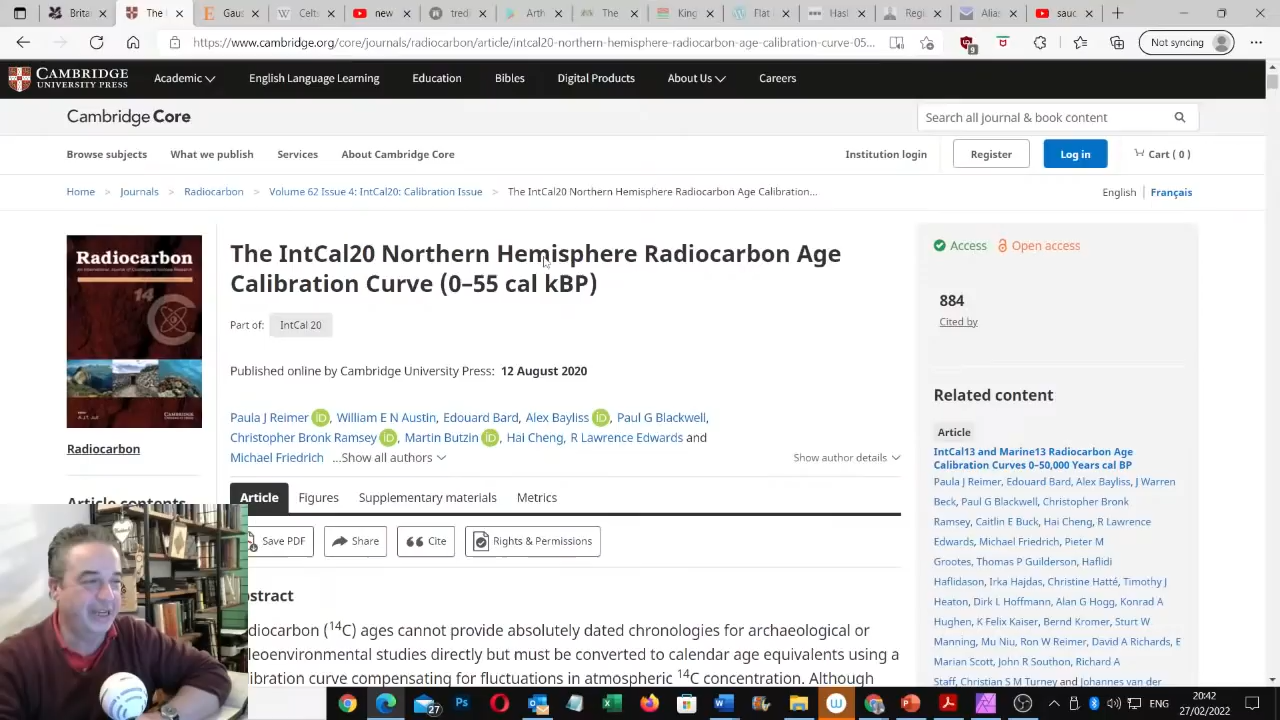 The I
Gau:
Celt
new
tredi
Arth
The
King
Flat
Hasl
Regi
Alias
sauc
https://www.cambridge.org/core/journals/radiocarbon/article/intcal20-northern-hemisphere-radiocarbon-age-calibration-curve-05...
9
Not syncing
CAMBRIDGE
UNIVERSITY PRESS
Academic
English Language Learning
Education
Bibles
Digital Products
About Us
Careers
Cambridge Core
Search all journal & book content
Browse subjects
What we publish
Services
About Cambridge Core
Institution login
Register
Log in
Cart ( 0 )
Home > Journals > Radiocarbon > Volume 62 Issue 4: IntCal20: Calibration Issue > The IntCal20 Northern Hemisphere Radiocarbon Age Calibration...
English | Français
Radiocarbon
14
C
CAMBRIDGE
Radiocarbon
Article contents
The IntCal20 Northern Hemisphere Radiocarbon Age
Calibration Curve (0–55 cal kBP)
Part of: IntCal 20
Published online by Cambridge University Press: 12 August 2020
Paula J Reimer iD, William E N Austin, Edouard Bard, Alex Bayliss iD, Paul G Blackwell,
Christopher Bronk Ramsey iD, Martin Butzin iD, Hai Cheng, R Lawrence Edwards and
Michael Friedrich ...Show all authors
Show author details
Article
Figures
Supplementary materials
Metrics
Save PDF
Share
Cite
Rights & Permissions
bstract
diocarbon (14C) ages cannot provide absolutely dated chronologies for archaeological or
leoenvironmental studies directly but must be converted to calendar age equivalents using a
ibration curve compensating for fluctuations in atmospheric 14C concentration. Although
Access
Open access
884
Cited by
Related content
Article
IntCal13 and Marine13 Radiocarbon Age
Calibration Curves 0–50,000 Years cal BP
Paula J Reimer, Edouard Bard, Alex Bayliss, J Warren
Beck, Paul G Blackwell, Christopher Bronk
Ramsey, Caitlin E Buck, Hai Cheng, R Lawrence
Edwards, Michael Friedrich, Pieter M
Grootes, Thomas P Guilderson, Haflidi
Haflidason, Irka Hajdas, Christine Hatté, Timothy J
Heaton, Dirk L Hoffmann, Alan G Hogg, Konrad A
Hughen, K Felix Kaiser, Bernd Kromer, Sturt W
Manning, Mu Niu, Ron W Reimer, David A Richards, E
Marian Scott, John R Southon, Richard A
Staff, Christian S M Turney and Johannes van der
27
ENG
20:42
27/02/2022